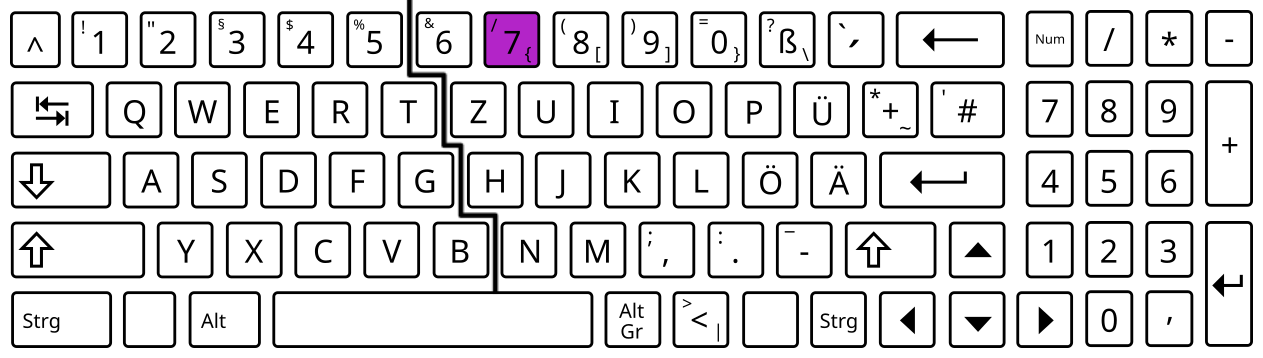 ^ ! 1 " 2 § 3 $ 4 % 5 & 6 / 7 { ( 8 [ ) 9 ] = 0 } ? ß \ ` ´ Num / * -
Q W E R T Z U I O P Ü * + ~ ' # 7 8 9 +
A S D F G H J K L Ö Ä 4 5 6
Y X C V B N M ; , : . _ - 1 2 3
Strg Alt Alt Gr > < | Strg 0 ,